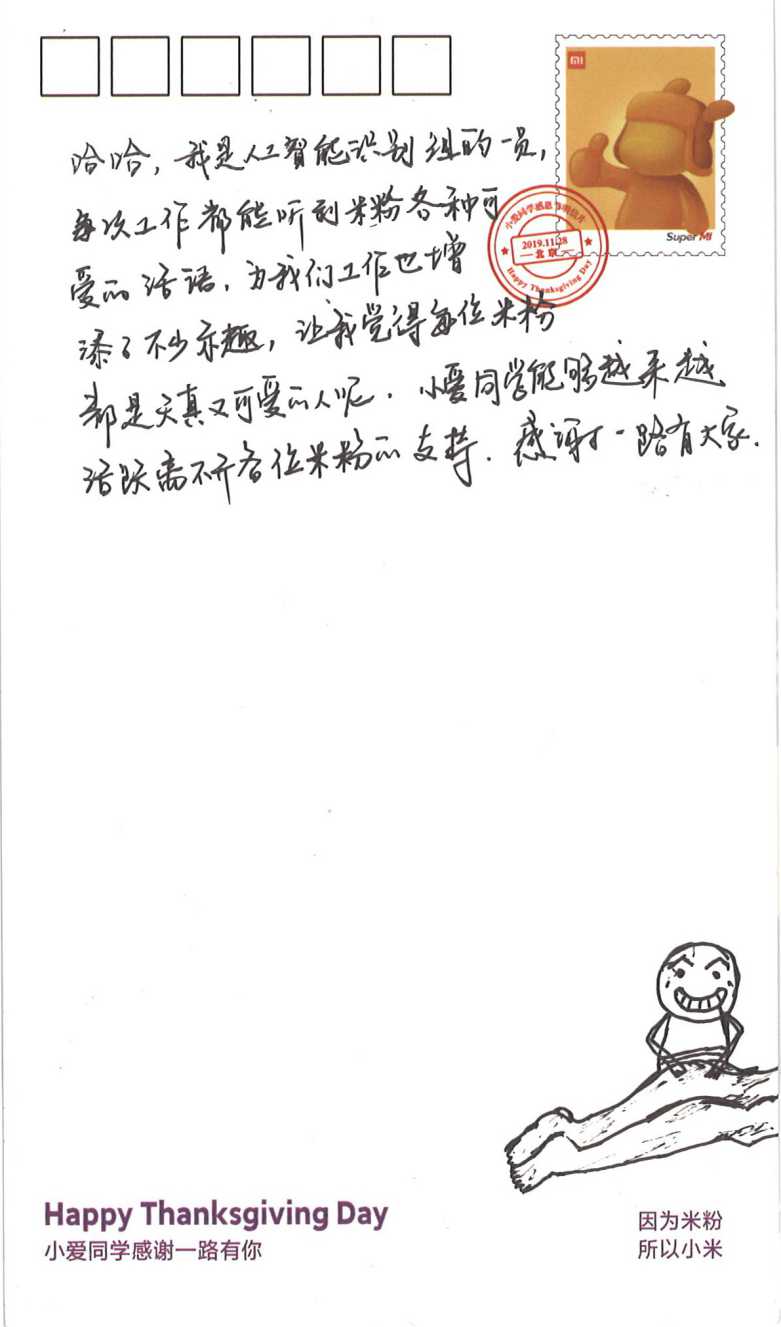 MI
Super MI
小爱同学感恩节明信片
2019.11.28
北京
Happy Thanksgiving Day
哈哈，我是人工智能识别组的一员，
每次工作都能听到米粉各种可
爱的话语，为我们工作也增
添了不少乐趣，让我觉得每位米粉
都是天真又可爱的人呢．小爱同学能够越来越
活跃离不开各位米粉的支持．感谢一路有大家．
Happy Thanksgiving Day
小爱同学感谢一路有你
因为米粉
所以小米